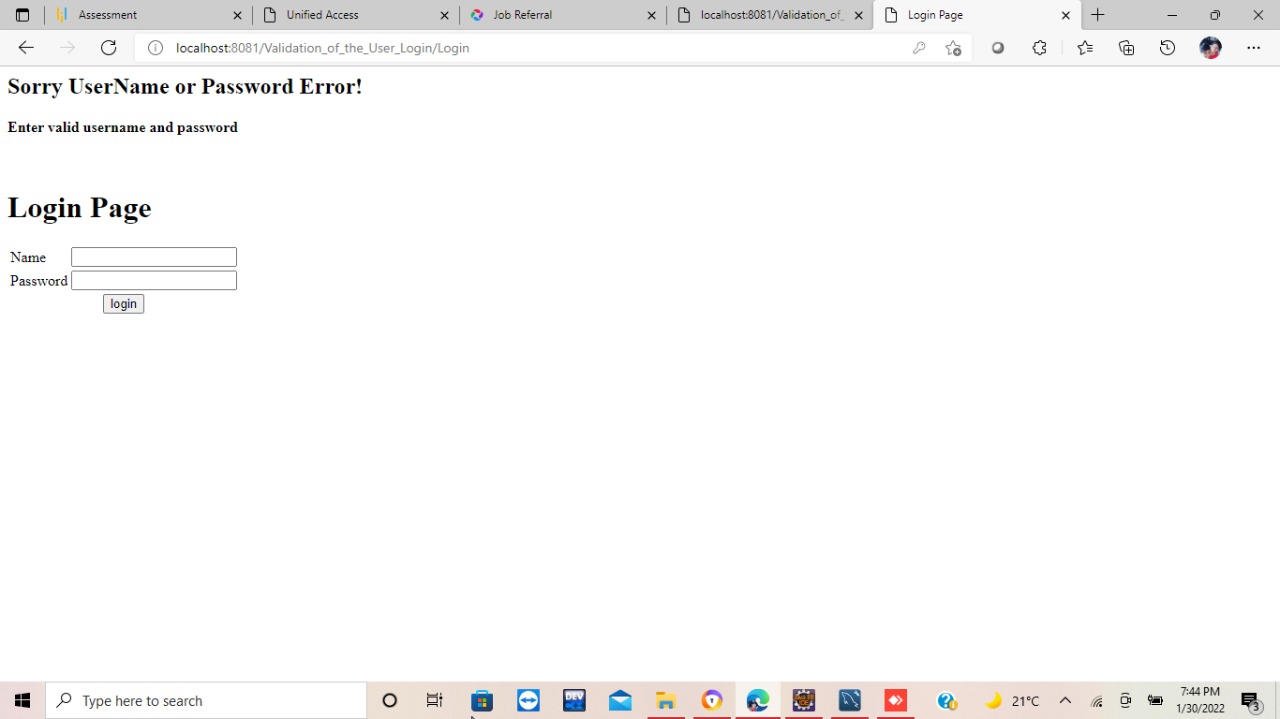 Assessment
Unified Access
Job Referral
localhost:8081/Validation_of_
Login Page
localhost:8081/Validation_of_the_User_Login/Login
Sorry UserName or Password Error!
Enter valid username and password
Login Page
Name
Password
login
Type here to search
DEV
21°C
7:44 PM
1/30/2022
3